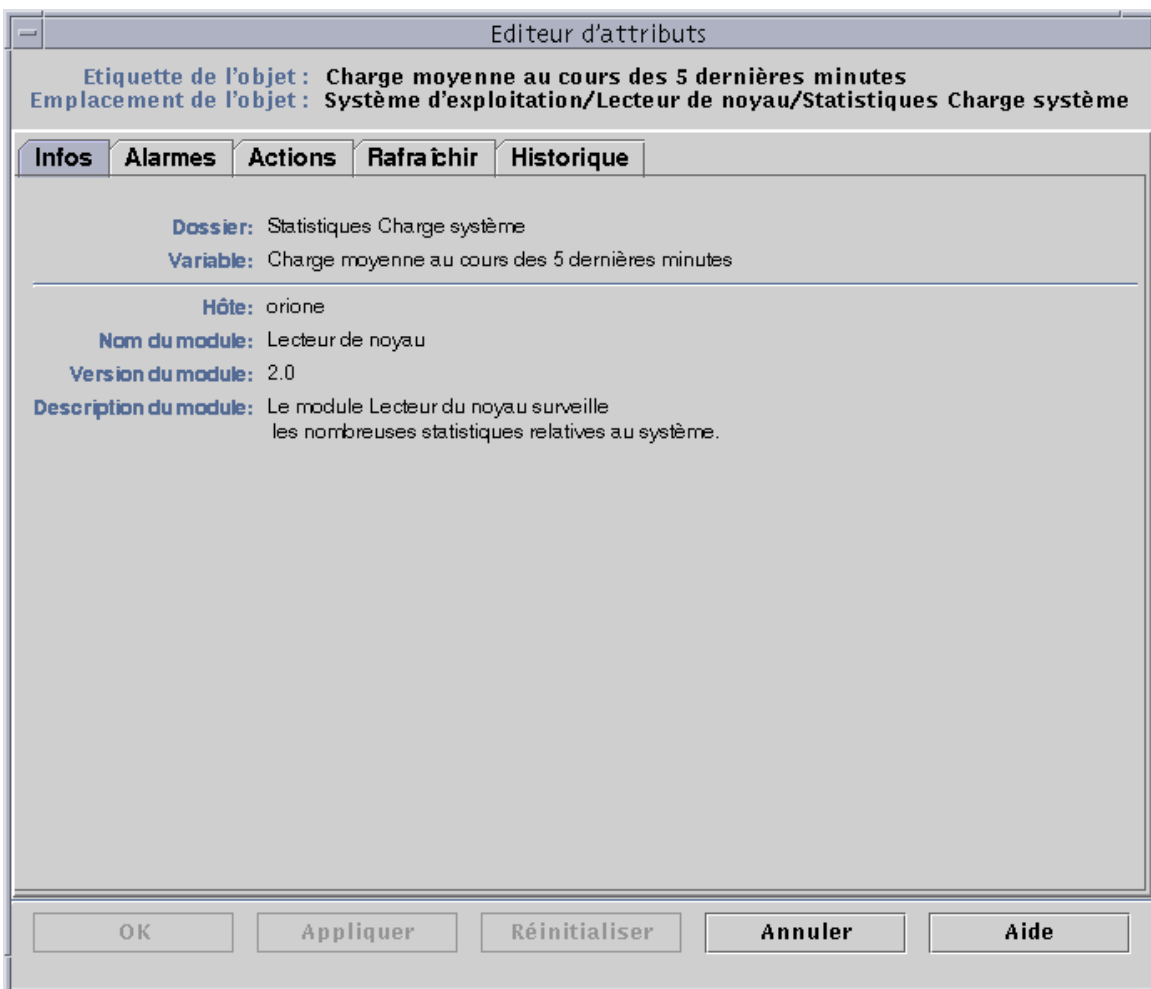 Editeur d'attributs
Etiquette de l'objet : Charge moyenne au cours des 5 dernières minutes
Emplacement de l'objet : Système d'exploitation/Lecteur de noyau/Statistiques Charge système
Infos Alarmes Actions Rafraîchir Historique
Dossier: Statistiques Charge système
Variable: Charge moyenne au cours des 5 dernières minutes
Hôte: orione
Nom du module: Lecteur de noyau
Version du module: 2.0
Description du module: Le module Lecteur du noyau surveille
les nombreuses statistiques relatives au système.
OK Appliquer Réinitialiser Annuler Aide